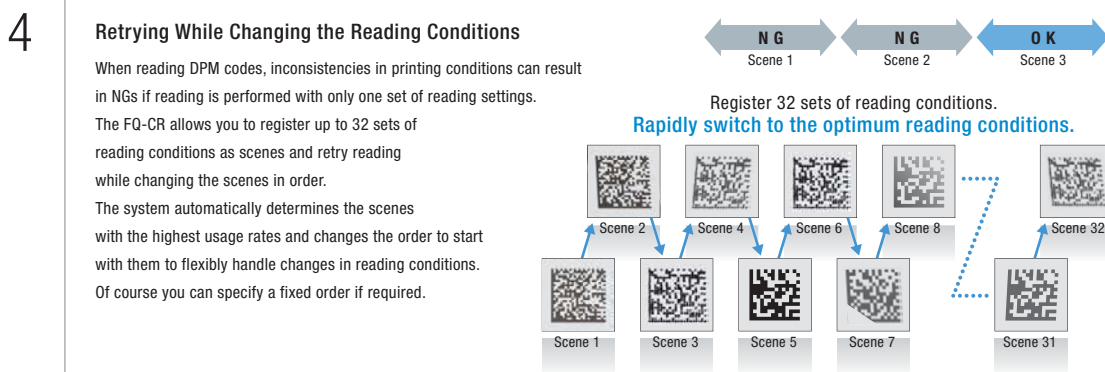 4
Retrying While Changing the Reading Conditions
When reading DPM codes, inconsistencies in printing conditions can result
in NGs if reading is performed with only one set of reading settings.
The FQ-CR allows you to register up to 32 sets of
reading conditions as scenes and retry reading
while changing the scenes in order.
The system automatically determines the scenes
with the highest usage rates and changes the order to start
with them to flexibly handle changes in reading conditions.
Of course you can specify a fixed order if required.
N G
N G
O K
Scene 1
Scene 2
Scene 3
Register 32 sets of reading conditions.
Rapidly switch to the optimum reading conditions.
Scene 2
Scene 4
Scene 6
Scene 8
Scene 32
Scene 1
Scene 3
Scene 5
Scene 7
Scene 31